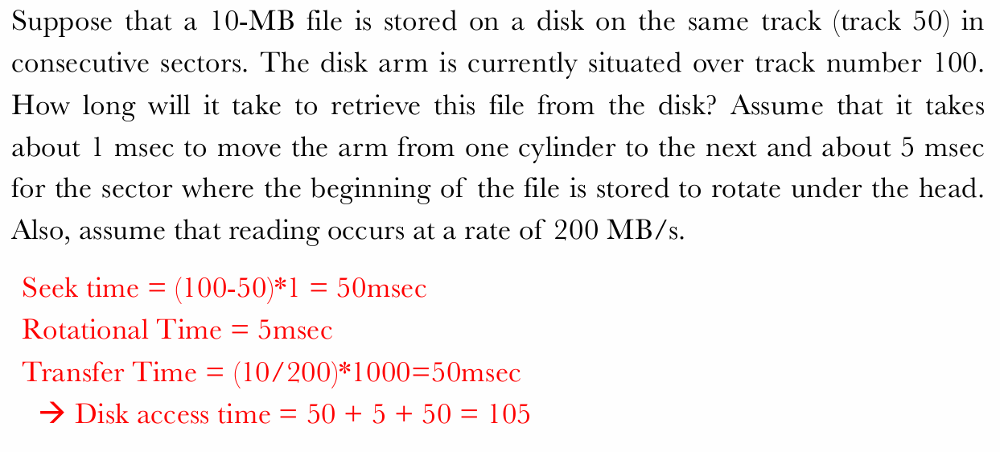 Suppose that a 10-MB file is stored on a disk on the same track (track 50) in
consecutive sectors. The disk arm is currently situated over track number 100.
How long will it take to retrieve this file from the disk? Assume that it takes
about 1 msec to move the arm from one cylinder to the next and about 5 msec
for the sector where the beginning of the file is stored to rotate under the head.
Also, assume that reading occurs at a rate of 200 MB/s.
Seek time = (100-50)*1 = 50msec
Rotational Time = 5msec
Transfer Time = (10/200)*1000=50msec
→ Disk access time = 50 + 5 + 50 = 105